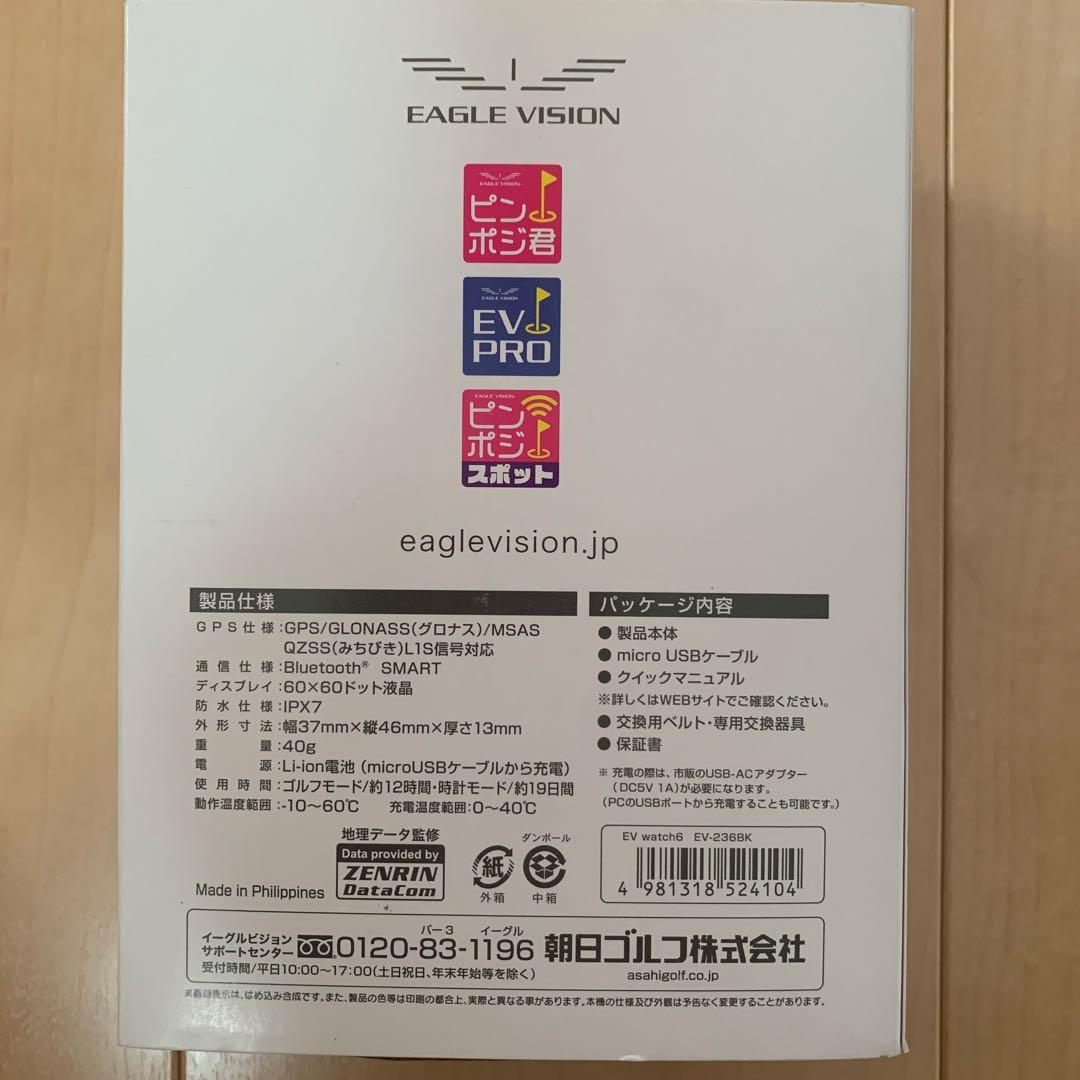 EAGLE VISION
EAGLE VISION
ピン
ポジ君
EAGLE VISION
EV
PRO
EAGLE VISION
ピン
ポジ
スポット
eaglevision.jp
製品仕様
GPS仕様:GPS/GLONASS(グロナス)/MSAS
QZSS(みちびき)L1S信号対応
通信仕様:Bluetooth® SMART
ディスプレイ:60×60ドット液晶
防水仕様:IPX7
外形寸法:幅37mm×縦46mm×厚さ13mm
重量:40g
電源:Li-ion電池(microUSBケーブルから充電)
使用時間:ゴルフモード/約12時間・時計モード/約19日間
動作温度範囲:-10～60℃ 充電温度範囲:0～40℃
パッケージ内容
● 製品本体
● micro USBケーブル
● クイックマニュアル
※詳しくはWEBサイトでご確認ください。
● 交換用ベルト・専用交換器具
● 保証書
※ 充電の際は、市販のUSB-ACアダプター
(DC5V 1A)が必要になります。
(PCのUSBポートから充電することも可能です。)
地理データ監修
Data provided by
ZENRIN
DataCom
Made in Philippines
紙
外箱
ダンボール
中箱
EV watch6 EV-236BK
4 981318 524104
イーグルビジョン
サポートセンター
パー3 イーグル
0120-83-1196
受付時間/平日10:00～17:00(土日祝日、年末年始等を除く)
朝日ゴルフ株式会社
asahigolf.co.jp
※画面表示は、はめ込み合成です。また、製品の色等は印刷の都合上、実際と異なる事があります。本機の仕様及び外観は予告なく変更することがあります。